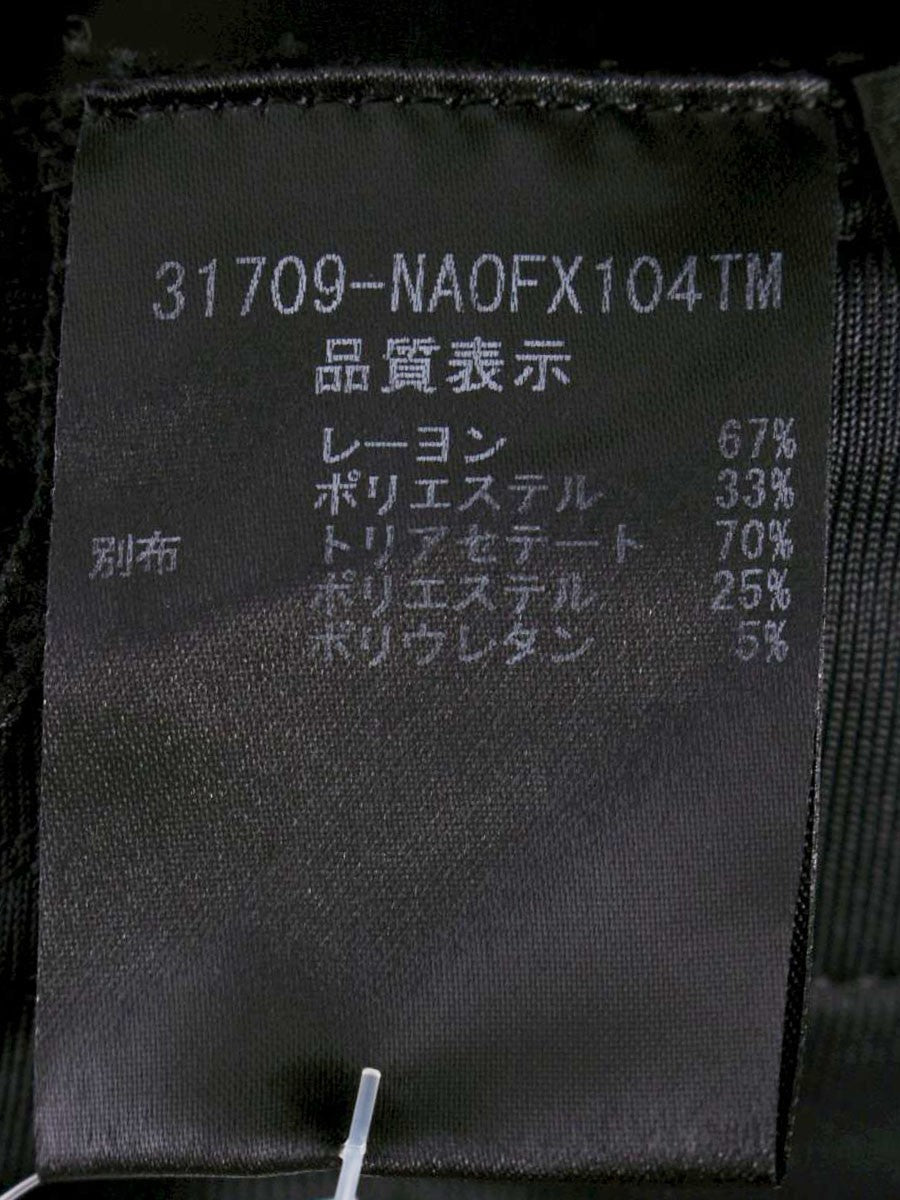 31709-NA0FX104TM
品質表示
レーヨン 67%
ポリエステル 33%
別布 トリアセテート 70%
ポリエステル 25%
ポリウレタン 5%